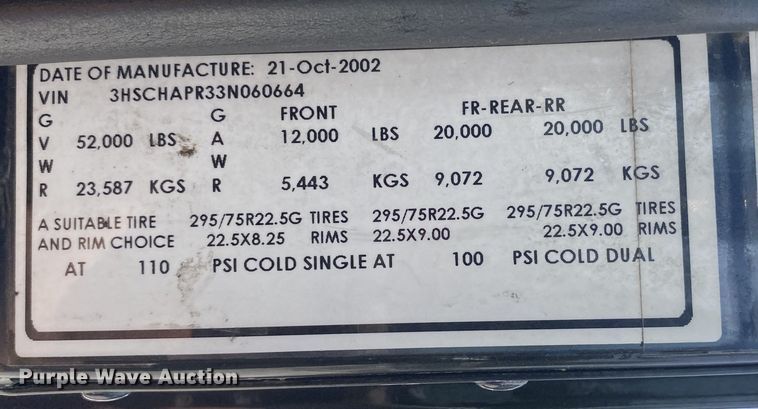 DATE OF MANUFACTURE: 21-Oct-2002
VIN 3HSCHAPR33N060664
G G FRONT FR-REAR-RR
V 52,000 LBS A 12,000 LBS 20,000 20,000 LBS
W W
R 23,587 KGS R 5,443 KGS 9,072 9,072 KGS
A SUITABLE TIRE 295/75R22.5G TIRES 295/75R22.5G 295/75R22.5G TIRES
AND RIM CHOICE 22.5X8.25 RIMS 22.5X9.00 22.5X9.00 RIMS
AT 110 PSI COLD SINGLE AT 100 PSI COLD DUAL
Purple Wave Auction